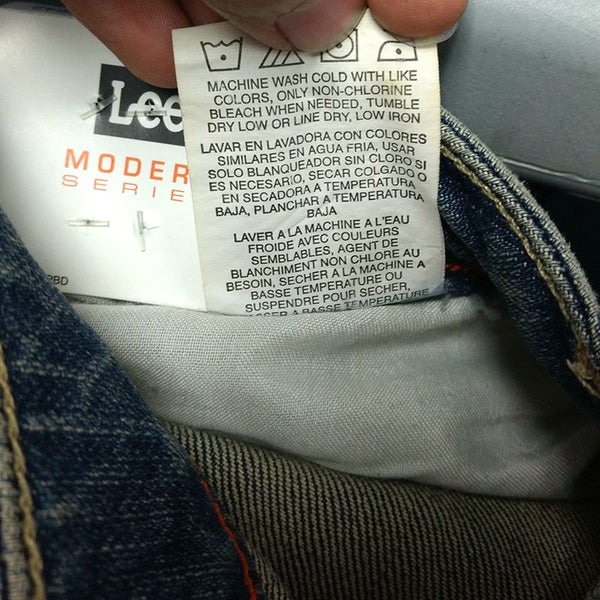 Lee
MODER
SERIE
PBD
MACHINE WASH COLD WITH LIKE
COLORS, ONLY NON-CHLORINE
BLEACH WHEN NEEDED, TUMBLE
DRY LOW OR LINE DRY, LOW IRON
LAVAR EN LAVADORA CON COLORES
SIMILARES EN AGUA FRIA, USAR
SOLO BLANQUEADOR SIN CLORO SI
ES NECESARIO, SECAR COLGADO O
EN SECADORA A TEMPERATURA
BAJA, PLANCHAR A TEMPERATURA
BAJA
LAVER A LA MACHINE A L'EAU
FROIDE AVEC COULEURS
SEMBLABLES, AGENT DE
BLANCHIMENT NON CHLORE AU
BESOIN, SECHER A LA MACHINE A
BASSE TEMPERATURE OU
SUSPENDRE POUR SECHER,
A BASSE TEMPERATURE